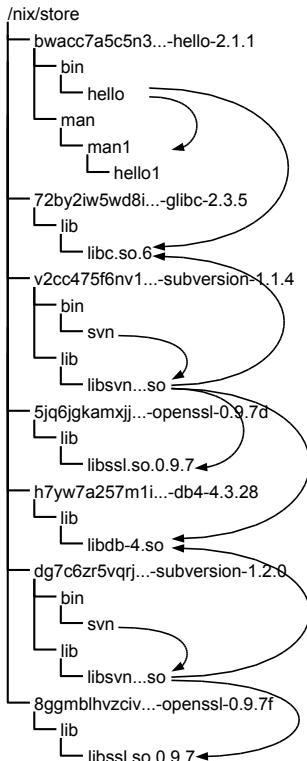 /nix/store
bwacc7a5c5n3...-hello-2.1.1
bin
hello
man
man1
hello1
72by2iw5wd8i...-glibc-2.3.5
lib
libc.so.6
v2cc475f6nv1...-subversion-1.1.4
bin
svn
lib
libsvn...so
5jq6jgkamxjj...-openssl-0.9.7d
lib
libssl.so.0.9.7
h7yw7a257m1i...-db4-4.3.28
lib
libdb-4.so
dg7c6zr5vqrj...-subversion-1.2.0
bin
svn
lib
libsvn...so
8ggmblhvzciv...-openssl-0.9.7f
lib
libssl.so.0.9.7